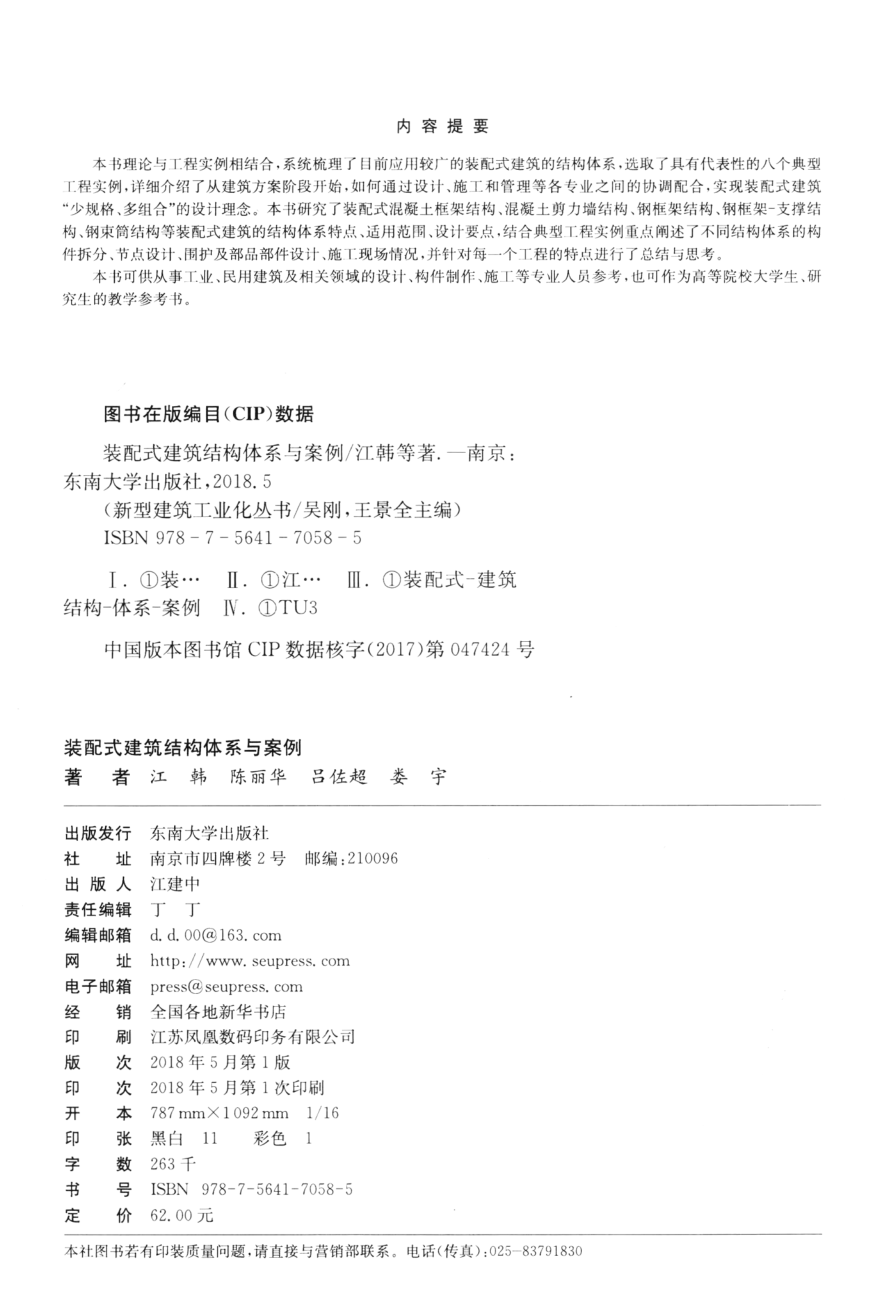 内 容 提 要
本书理论与工程实例相结合,系统梳理了目前应用较广的装配式建筑的结构体系,选取了具有代表性的八个典型
工程实例,详细介绍了从建筑方案阶段开始,如何通过设计、施工和管理等各专业之间的协调配合,实现装配式建筑
“少规格、多组合”的设计理念。本书研究了装配式混凝土框架结构、混凝土剪力墙结构、钢框架结构、钢框架-支撑结
构、钢束筒结构等装配式建筑的结构体系特点、适用范围、设计要点,结合典型工程实例重点阐述了不同结构体系的构
件拆分、节点设计、围护及部品部件设计、施工现场情况,并针对每一个工程的特点进行了总结与思考。
本书可供从事工业、民用建筑及相关领域的设计、构件制作、施工等专业人员参考,也可作为高等院校大学生、研
究生的教学参考书。
图书在版编目(CIP)数据
装配式建筑结构体系与案例/江韩等著. —南京:
东南大学出版社,2018.5
(新型建筑工业化丛书/吴刚,王景全主编)
ISBN 978-7-5641-7058-5
Ⅰ. ①装… Ⅱ. ①江… Ⅲ. ①装配式-建筑
结构-体系-案例 Ⅳ. ①TU3
中国版本图书馆 CIP 数据核字(2017)第 047424 号
装配式建筑结构体系与案例
著 者 江 韩 陈丽华 吕佐超 娄 宇
出版发行 东南大学出版社
社 址 南京市四牌楼 2 号 邮编:210096
出 版 人 江建中
责任编辑 丁 丁
编辑邮箱 d. d. 00@163. com
网 址 http://www. seupress. com
电子邮箱 press@seupress. com
经 销 全国各地新华书店
印 刷 江苏凤凰数码印务有限公司
版 次 2018 年 5 月第 1 版
印 次 2018 年 5 月第 1 次印刷
开 本 787 mm×1 092 mm 1/16
印 张 黑白 11 彩色 1
字 数 263 千
书 号 ISBN 978-7-5641-7058-5
定 价 62.00 元
本社图书若有印装质量问题,请直接与营销部联系。电话(传真):025-83791830